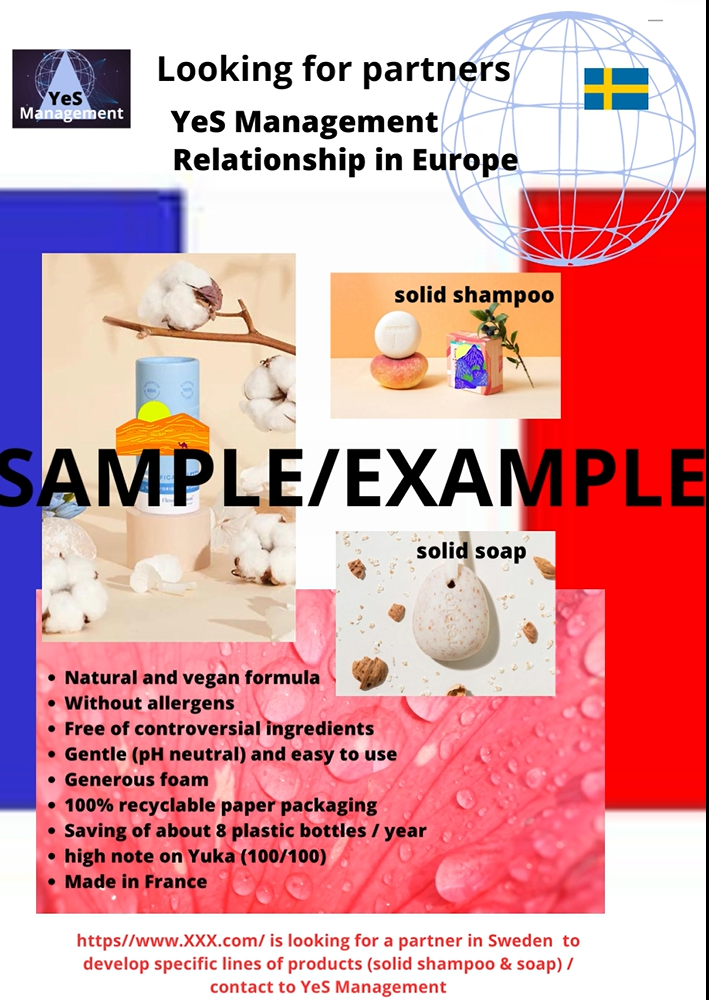 Looking for partners
YeS
Management
YeS Management
Relationship in Europe
solid shampoo
SAMPLE/EXAMPLE
solid soap
Natural and vegan formula
Without allergens
Free of controversial ingredients
Gentle (pH neutral) and easy to use
Generous foam
100% recyclable paper packaging
Saving of about 8 plastic bottles / year
high note on Yuka (100/100)
Made in France
https//www.XXX.com/ is looking for a partner in Sweden to
develop specific lines of products (solid shampoo & soap) /
contact to YeS Management